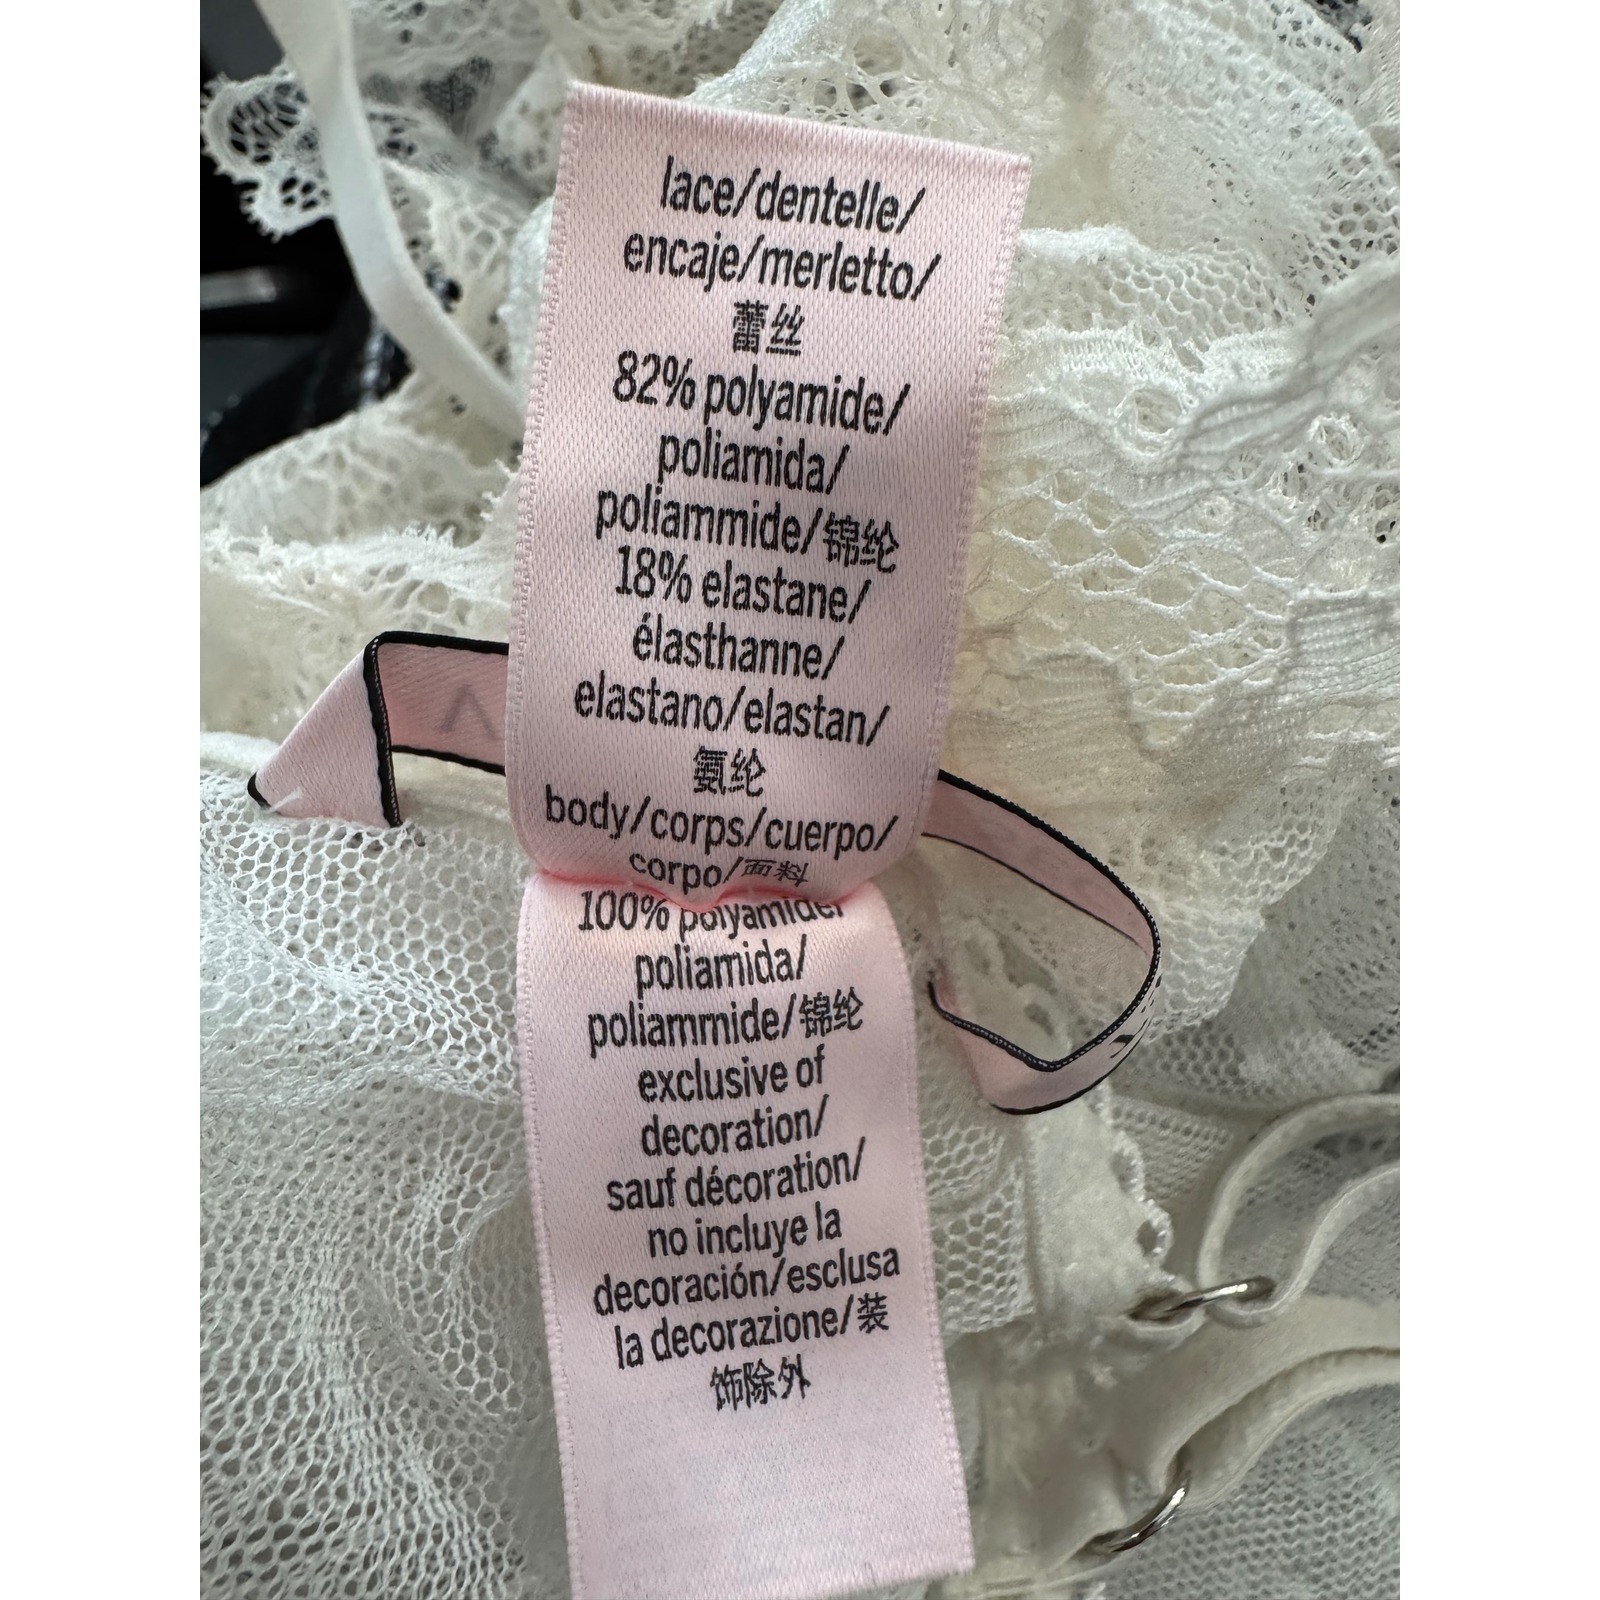 lace/dentelle/
encaje/merletto/
蕾丝
82% polyamide/
poliamida/
poliammide/锦纶
18% elastane/
élasthanne/
elastano/elastan/
氨纶
body/corps/cuerpo/
corpo/面料
100% polyamide/
poliamida/
poliammide/锦纶
exclusive of
decoration/
sauf décoration/
no incluye la
decoración/esclusa
la decorazione/装
饰除外